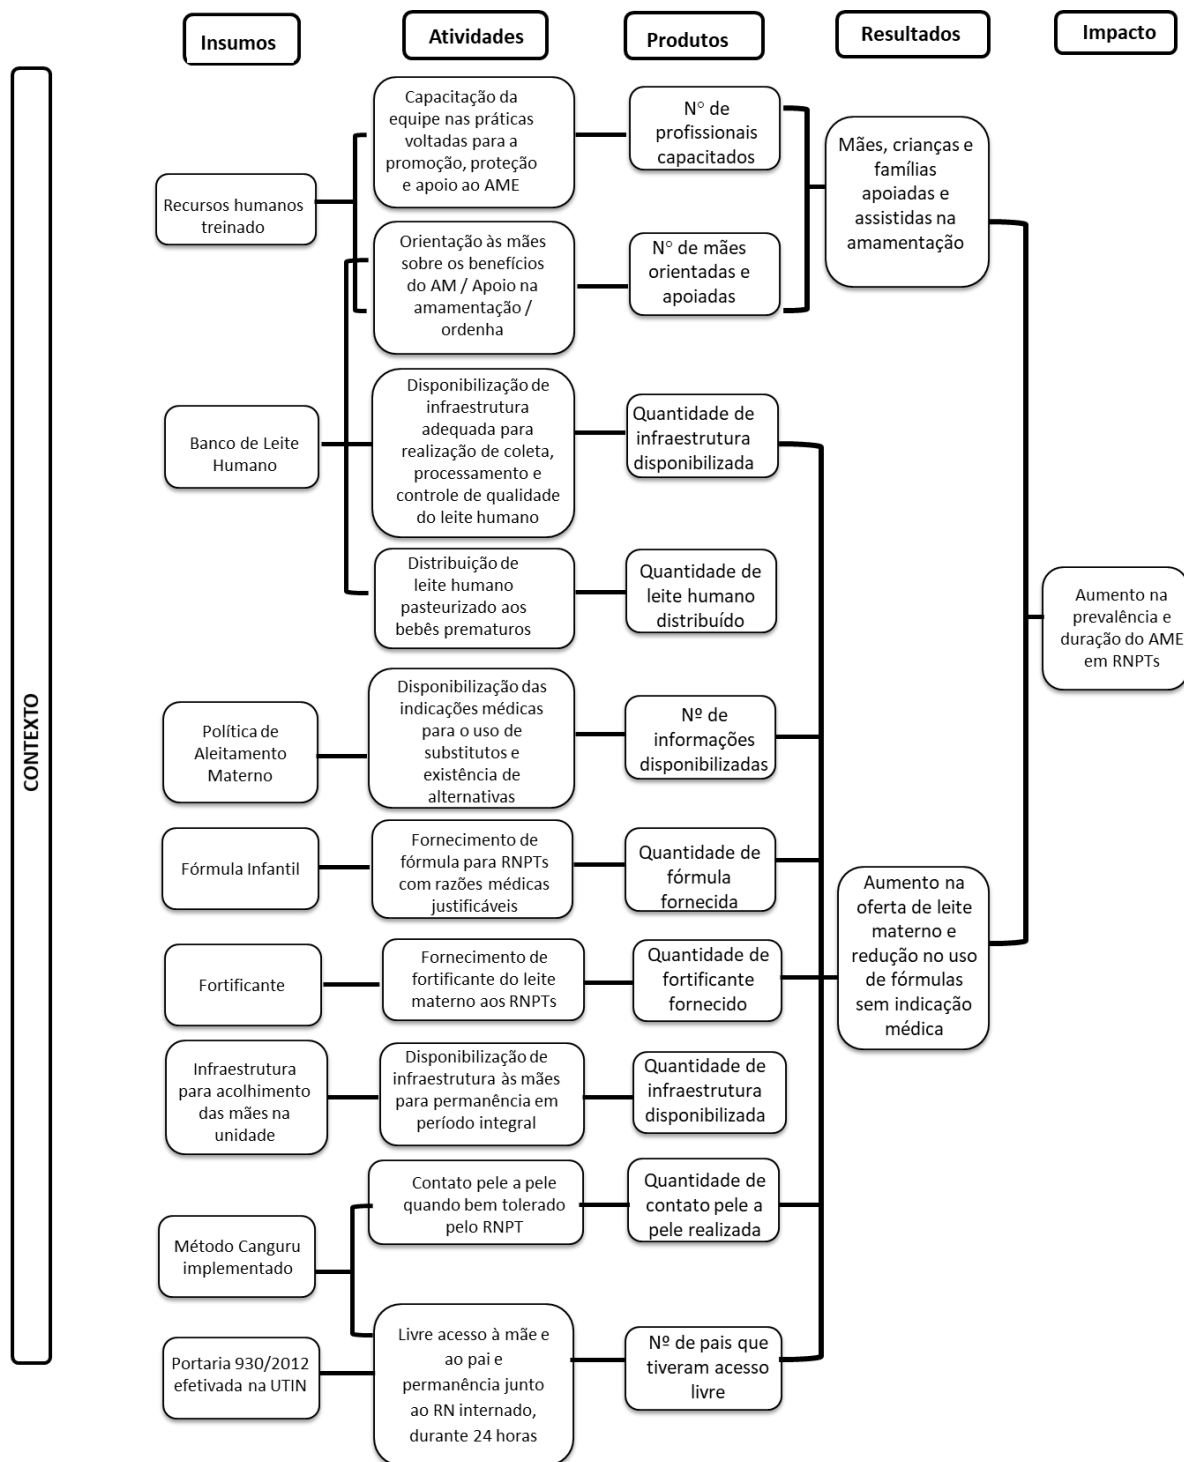 Insumos
Atividades
Produtos
Resultados
Impacto
CONTEXTO
Recursos humanos
treinado
Capacitação da
equipe nas práticas
voltadas para a
promoção, proteção
e apoio ao AME
N° de
profissionais
capacitados
Mães, crianças e
famílias
apoiadas e
assistidas na
amamentação
Orientação às mães
sobre os benefícios
do AM / Apoio na
amamentação /
ordenha
N° de mães
orientadas e
apoiadas
Banco de Leite
Humano
Disponibilização de
infraestrutura
adequada para
realização de coleta,
processamento e
controle de qualidade
do leite humano
Quantidade de
infraestrutura
disponibilizada
Distribuição de
leite humano
pasteurizado aos
bebês prematuros
Quantidade de
leite humano
distribuído
Aumento na
prevalência e
duração do AME
em RNPTs
Política de
Aleitamento
Materno
Disponibilização das
indicações médicas
para o uso de
substitutos e
existência de
alternativas
Nº de
informações
disponibilizadas
Fórmula Infantil
Fornecimento de
fórmula para RNPTs
com razões médicas
justificáveis
Quantidade de
fórmula
fornecida
Aumento na
oferta de leite
materno e
redução no uso
de fórmulas
sem indicação
médica
Fortificante
Fornecimento de
fortificante do leite
materno aos RNPTs
Quantidade de
fortificante
fornecido
Infraestrutura
para acolhimento
das mães na
unidade
Disponibilização de
infraestrutura às mães
para permanência em
período integral
Quantidade de
infraestrutura
disponibilizada
Método Canguru
implementado
Contato pele a pele
quando bem tolerado
pelo RNPT
Quantidade de
contato pele a
pele realizada
Portaria 930/2012
efetivada na UTIN
Livre acesso à mãe e
ao pai e
permanência junto
ao RN internado,
durante 24 horas
Nº de pais que
tiveram acesso
livre